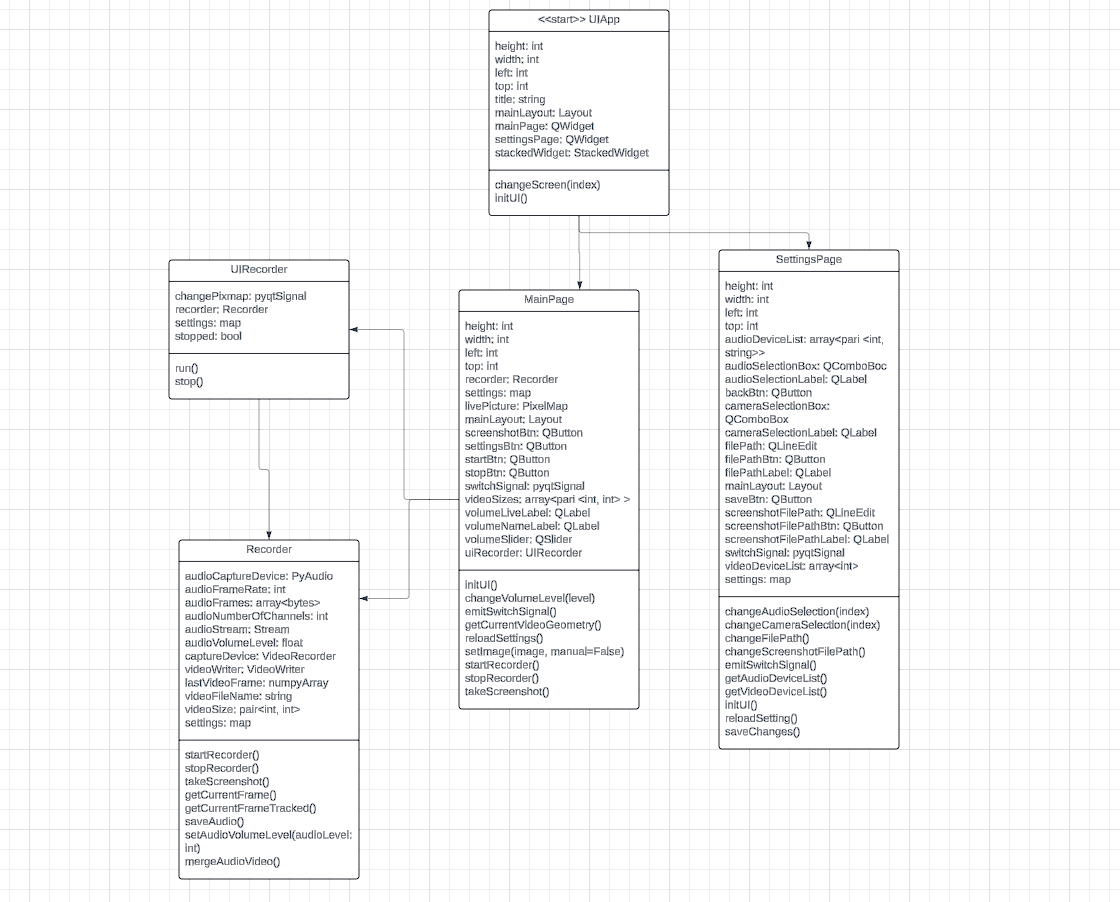 <<start>> UIApp
height: int
width: int
left: int
top: int
title: string
mainLayout: Layout
mainPage: QWidget
settingsPage: QWidget
stackedWidget: StackedWidget
changeScreen(index)
initUI()
UIRecorder
changePixmap: pyqtSignal
recorder: Recorder
settings: map
stopped: bool
run()
stop()
MainPage
height: int
width: int
left: int
top: int
recorder: Recorder
settings: map
livePicture: PixelMap
mainLayout: Layout
screenshotBtn: QButton
settingsBtn: QButton
startBtn: QButton
stopBtn: QButton
switchSignal: pyqtSignal
videoSizes: array<pari <int, int> >
volumeLiveLabel: QLabel
volumeNameLabel: QLabel
volumeSlider: QSlider
uiRecorder: UIRecorder
initUI()
changeVolumeLevel(level)
emitSwitchSignal()
getCurrentVideoGeometry()
reloadSettings()
setImage(image, manual=False)
startRecorder()
stopRecorder()
takeScreenshot()
SettingsPage
height: int
width: int
left: int
top: int
audioDeviceList: array<pari <int,
string>>
audioSelectionBox: QComboBoc
audioSelectionLabel: QLabel
backBtn: QButton
cameraSelectionBox:
QComboBox
cameraSelectionLabel: QLabel
filePath: QLineEdit
filePathBtn: QButton
filePathLabel: QLabel
mainLayout: Layout
saveBtn: QButton
screenshotFilePath: QLineEdit
screenshotFilePathBtn: QButton
screenshotFilePathLabel: QLabel
switchSignal: pyqtSignal
videoDeviceList: array<int>
settings: map
changeAudioSelection(index)
changeCameraSelection(index)
changeFilePath()
changeScreenshotFilePath()
emitSwitchSignal()
getAudioDeviceList()
getVideoDeviceList()
initUI()
reloadSetting()
saveChanges()
Recorder
audioCaptureDevice: PyAudio
audioFrameRate: int
audioFrames: array<bytes>
audioNumberOfChannels: int
audioStream: Stream
audioVolumeLevel: float
captureDevice: VideoRecorder
videoWriter: VideoWriter
lastVideoFrame: numpyArray
videoFileName: string
videoSize: pair<int, int>
settings: map
startRecorder()
stopRecorder()
takeScreenshot()
getCurrentFrame()
getCurrentFrameTracked()
saveAudio()
setAudioVolumeLevel(audioLevel:
int)
mergeAudioVideo()